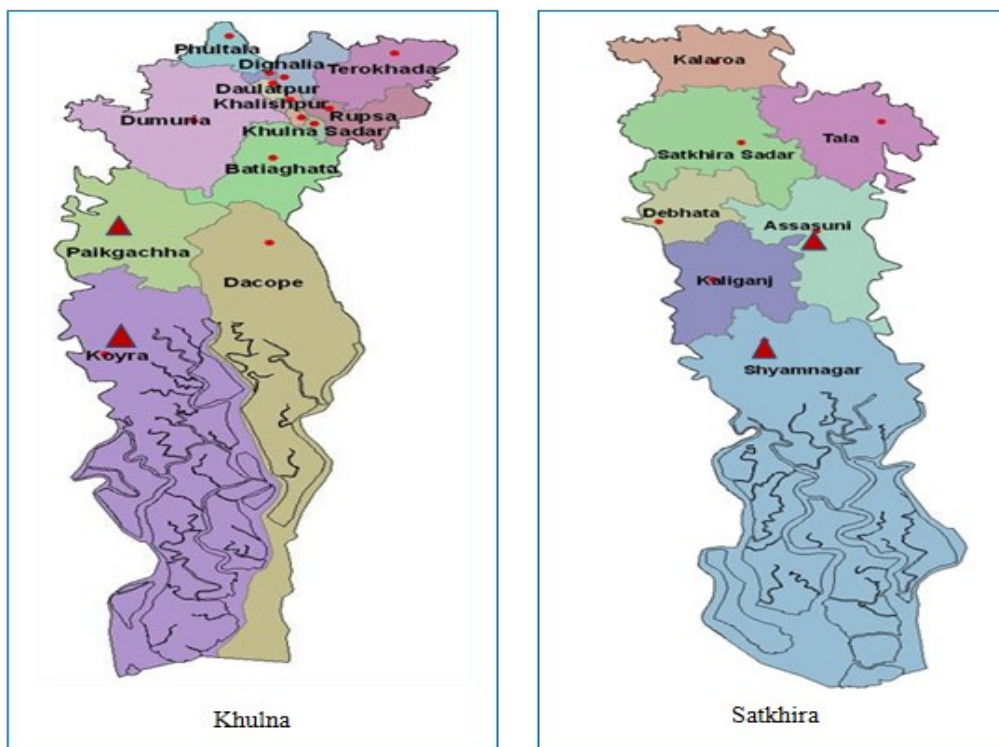 Phultala
Dighalia
Terokhada
Daulatpur
Khalishpur
Rupsa
Dumuria
Khulna Sadar
Batiaghata
Paikgachha
Dacope
Koyra
Khulna
Kalaroa
Tala
Satkhira Sadar
Debhata
Assasuni
Kaliganj
Shyamnagar
Satkhira